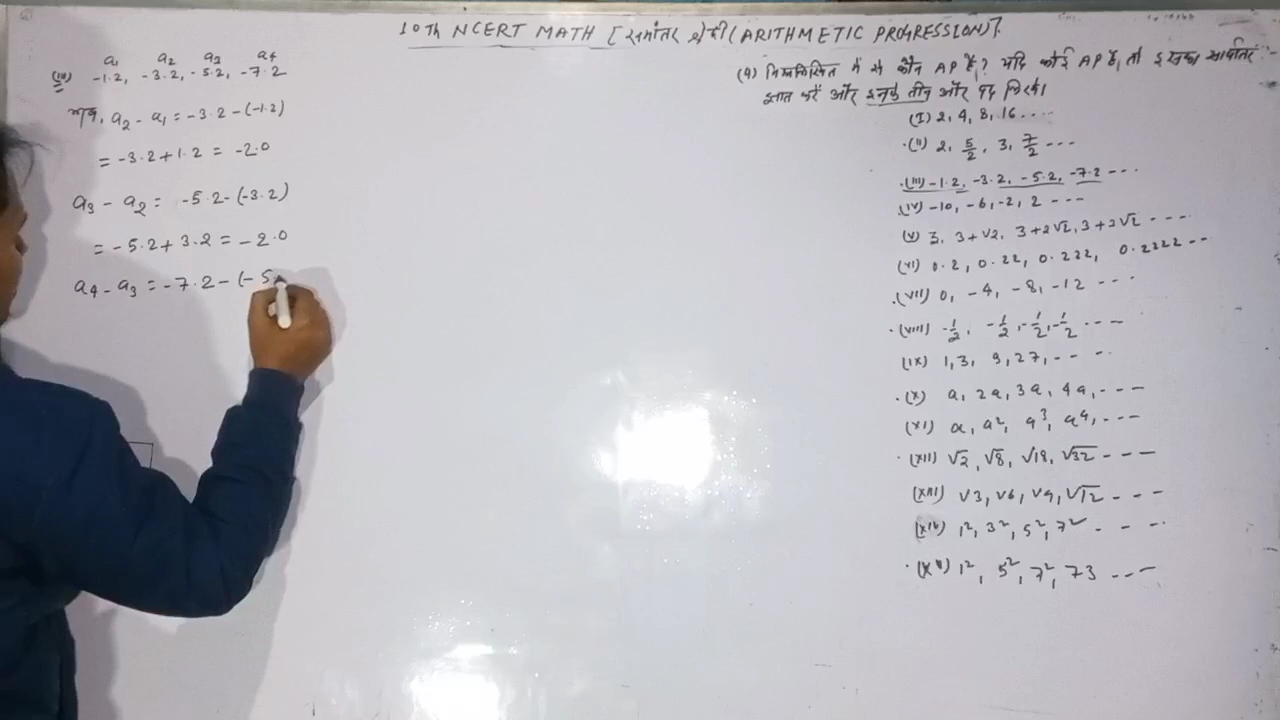 10th NCERT MATH [समांतर श्रेढी (ARITHMETIC PROGRESSION)].
a₁ a₂ a₃ a₄
(iii) -1.2, -3.2, -5.2, -7.2
a₂ - a₁ = -3.2 - (-1.2)
= -3.2 + 1.2 = -2.0
a₃ - a₂ = -5.2 - (-3.2)
= -5.2 + 3.2 = -2.0
a₄ - a₃ = -7.2 - (-5
(4) निम्नलिखित में से कौन AP है? यदि कोई AP है, तो इसका सार्वांतर
ज्ञात करें और इनके तीन और पद लिखें।
(I) 2, 4, 8, 16 ....
(II) 2, 5/2, 3, 7/2 ---
(III) -1.2, -3.2, -5.2, -7.2 ---
(IV) -10, -6, -2, 2 ---
(V) 3, 3+√2, 3+2√2, 3+3√2 ---
(VI) 0.2, 0.22, 0.222, 0.2222 --
(VII) 0, -4, -8, -12 ---
(VIII) -1/2, -1/2, -1/2, -1/2 ---
(IX) 1, 3, 9, 27, ---
(X) a, 2a, 3a, 4a, ---
(XI) a, a², a³, a⁴, ---
(XII) √2, √8, √18, √32 ---
(XIII) √3, √6, √9, √12 ---
(XIV) 1², 3², 5², 7² - - -
(XV) 1², 5², 7², 73 ---